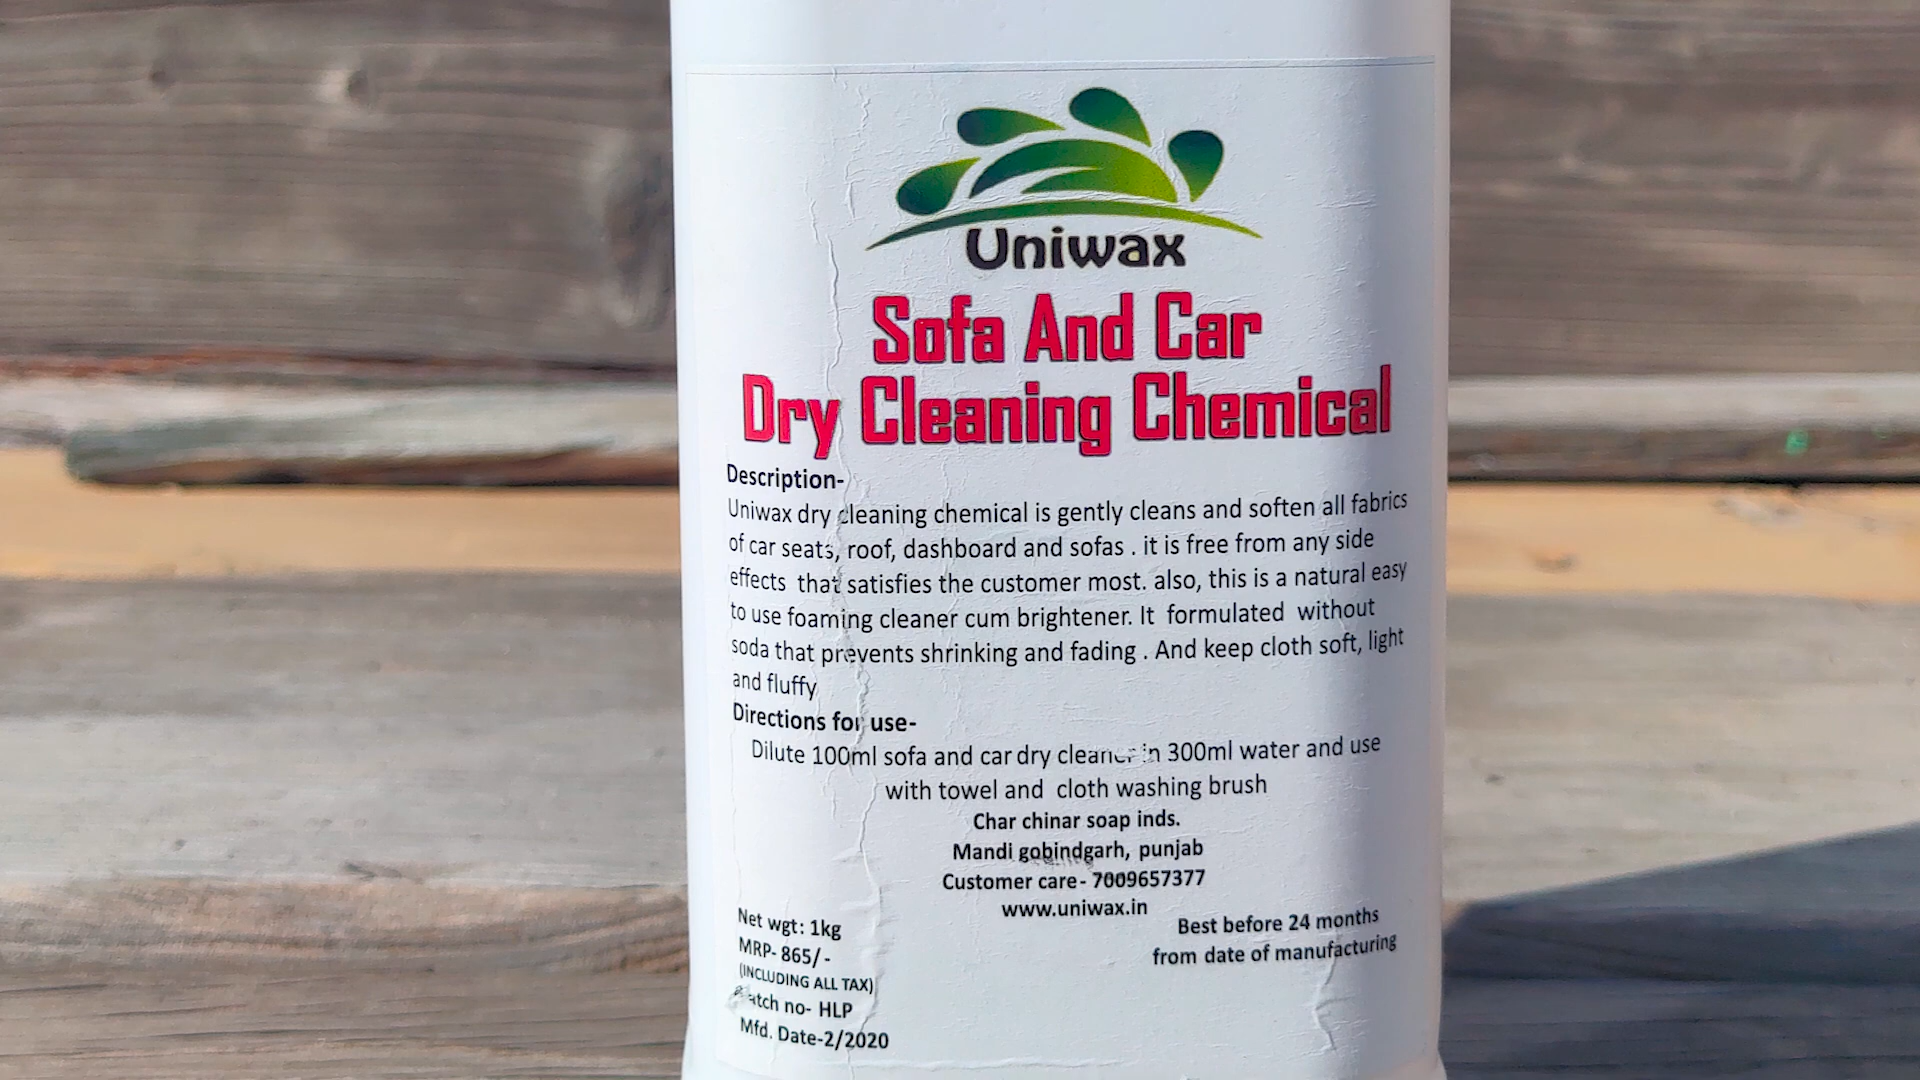 Uniwax
Sofa And Car
Dry Cleaning Chemical
Description-
Uniwax dry cleaning chemical is gently cleans and soften all fabrics
of car seats, roof, dashboard and sofas . it is free from any side
effects that satisfies the customer most. also, this is a natural easy
to use foaming cleaner cum brightener. It formulated without
soda that prevents shrinking and fading . And keep cloth soft, light
and fluffy
Directions for use-
Dilute 100ml sofa and car dry cleaner in 300ml water and use
with towel and cloth washing brush
Char chinar soap inds.
Mandi gobindgarh, punjab
Customer care- 7009657377
www.uniwax.in
Net wgt: 1kg
MRP- 865/-
(INCLUDING ALL TAX)
Batch no- HLP
Mfd. Date-2/2020
Best before 24 months
from date of manufacturing